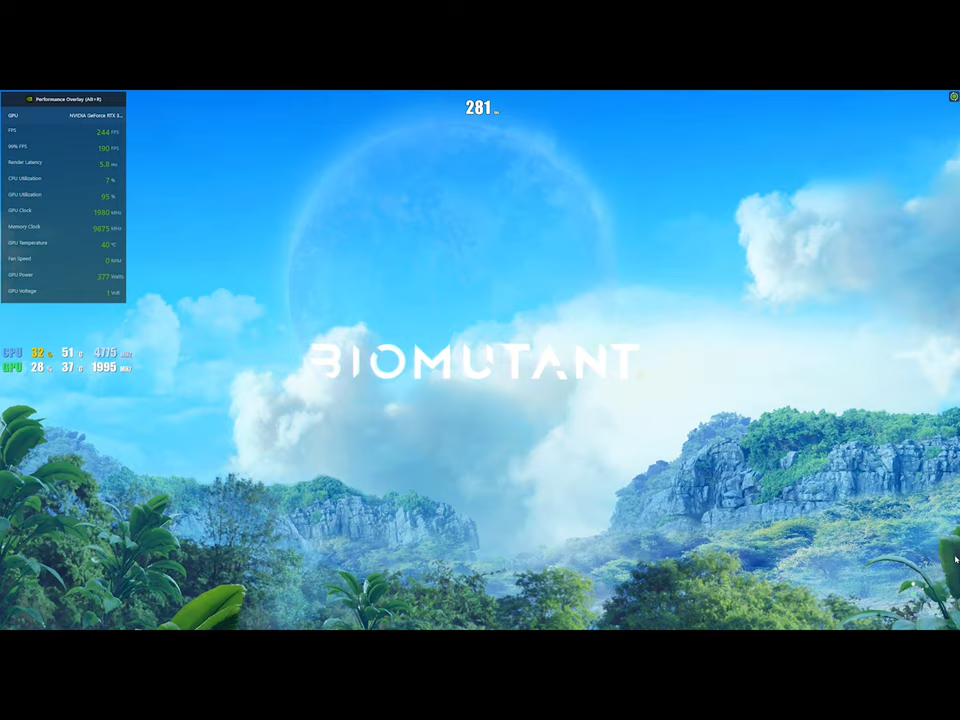 Performance Overlay (Alt+R)
281
GPU NVIDIA GeForce RTX 3...
FPS 244 FPS
99% FPS 190 FPS
Render Latency 5.8 ms
CPU Utilization 7 %
GPU Utilization 95 %
GPU Clock 1980 MHz
Memory Clock 9875 MHz
GPU Temperature 40 °C
Fan Speed 0 RPM
GPU Power 377 Watts
GPU Voltage 1 Volt
BIOMUTANT
CPU 32 % 51 C 4775 MHz
GPU 28 % 37 C 1995 MHz